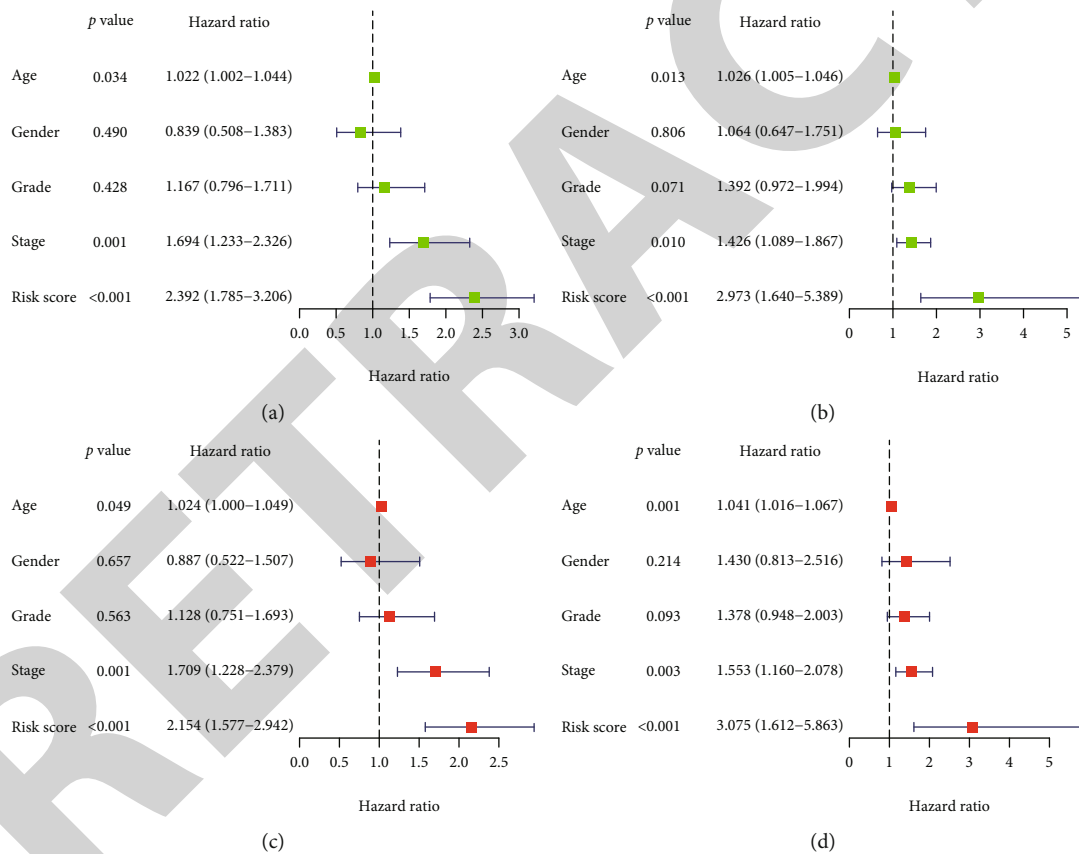 p value Hazard ratio
Age 0.034 1.022 (1.002−1.044)
Gender 0.490 0.839 (0.508−1.383)
Grade 0.428 1.167 (0.796−1.711)
Stage 0.001 1.694 (1.233−2.326)
Risk score <0.001 2.392 (1.785−3.206)
0.0 0.5 1.0 1.5 2.0 2.5 3.0
Hazard ratio
(a)
p value Hazard ratio
Age 0.013 1.026 (1.005−1.046)
Gender 0.806 1.064 (0.647−1.751)
Grade 0.071 1.392 (0.972−1.994)
Stage 0.010 1.426 (1.089−1.867)
Risk score <0.001 2.973 (1.640−5.389)
0 1 2 3 4 5
Hazard ratio
(b)
p value Hazard ratio
Age 0.049 1.024 (1.000−1.049)
Gender 0.657 0.887 (0.522−1.507)
Grade 0.563 1.128 (0.751−1.693)
Stage 0.001 1.709 (1.228−2.379)
Risk score <0.001 2.154 (1.577−2.942)
0.0 0.5 1.0 1.5 2.0 2.5
Hazard ratio
(c)
p value Hazard ratio
Age 0.001 1.041 (1.016−1.067)
Gender 0.214 1.430 (0.813−2.516)
Grade 0.093 1.378 (0.948−2.003)
Stage 0.003 1.553 (1.160−2.078)
Risk score <0.001 3.075 (1.612−5.863)
0 1 2 3 4 5
Hazard ratio
(d)
RETRAC